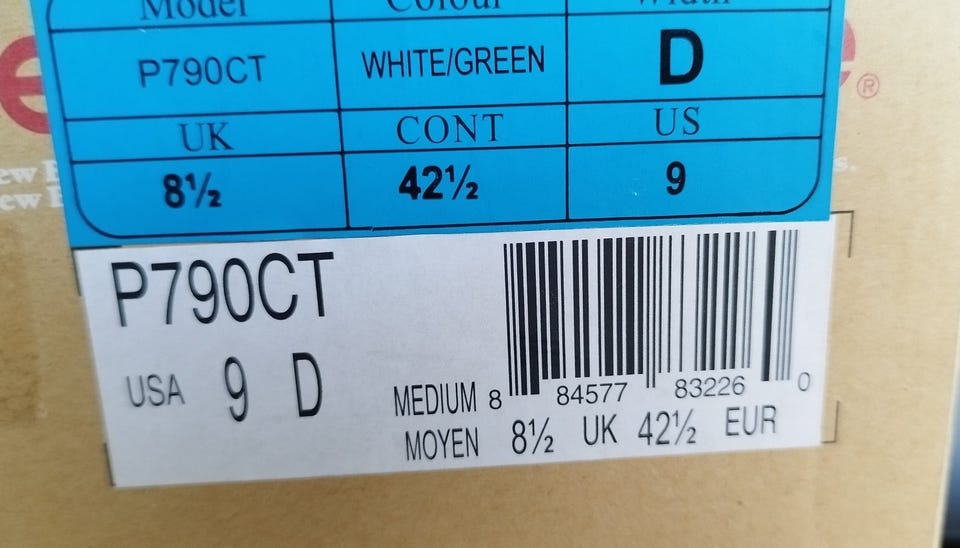 Model Colour Width
P790CT WHITE/GREEN D
UK CONT US
8½ 42½ 9
®
P790CT
USA 9 D
MEDIUM 8 84577 83226 0
MOYEN 8½ UK 42½ EUR